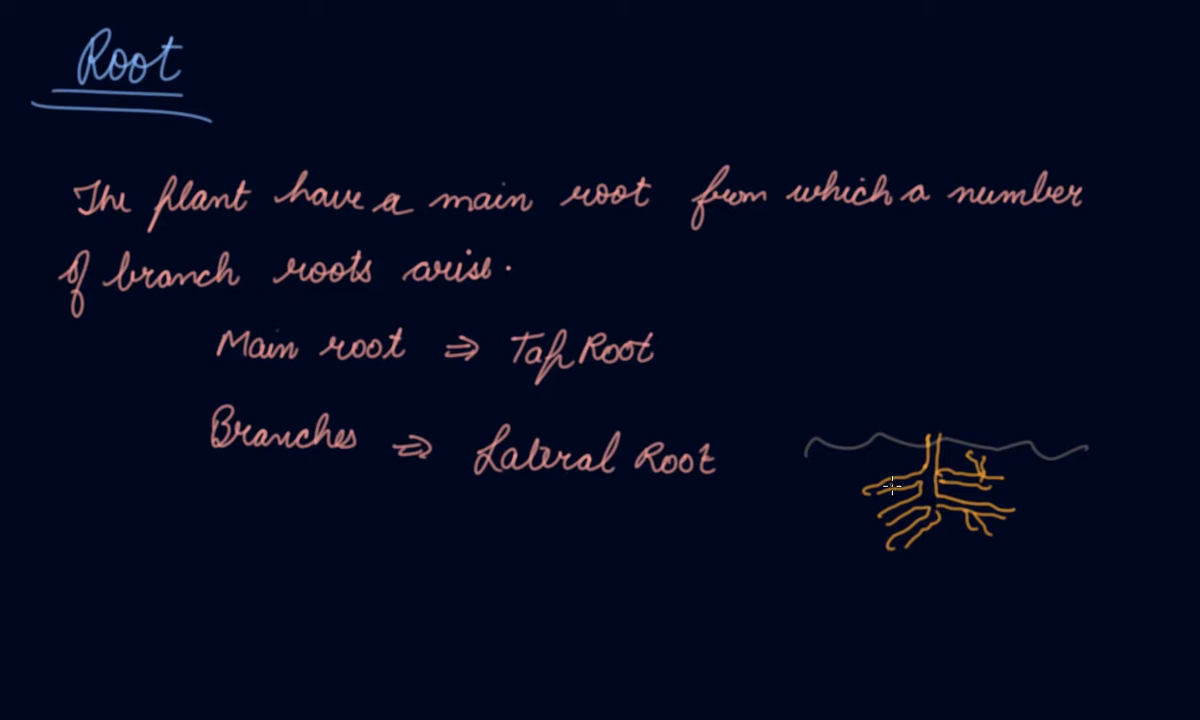 Root
The plant have a main root from which a number
of branch roots arise.
Main root ⇒ Tap Root
Branches ⇒ Lateral Root